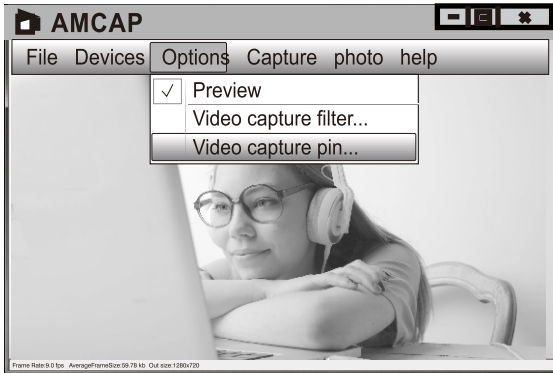 AMCAP
File Devices Options Capture photo help
Preview
Video capture filter...
Video capture pin...
Frame Rate:9.0 fps AverageFrameSize:59.78 kb Out size:1280x720